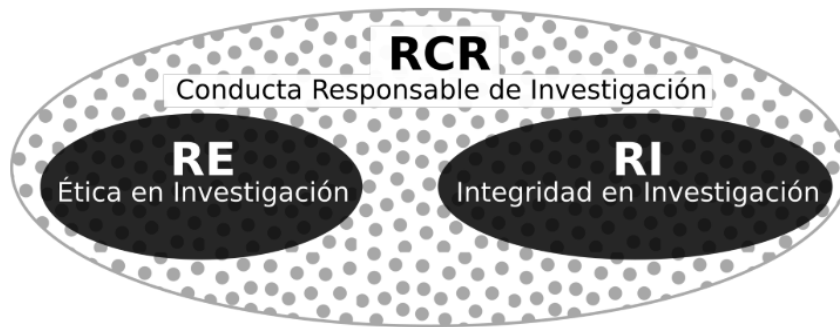 RCR
Conducta Responsable de Investigación
RE
Ética en Investigación
RI
Integridad en Investigación